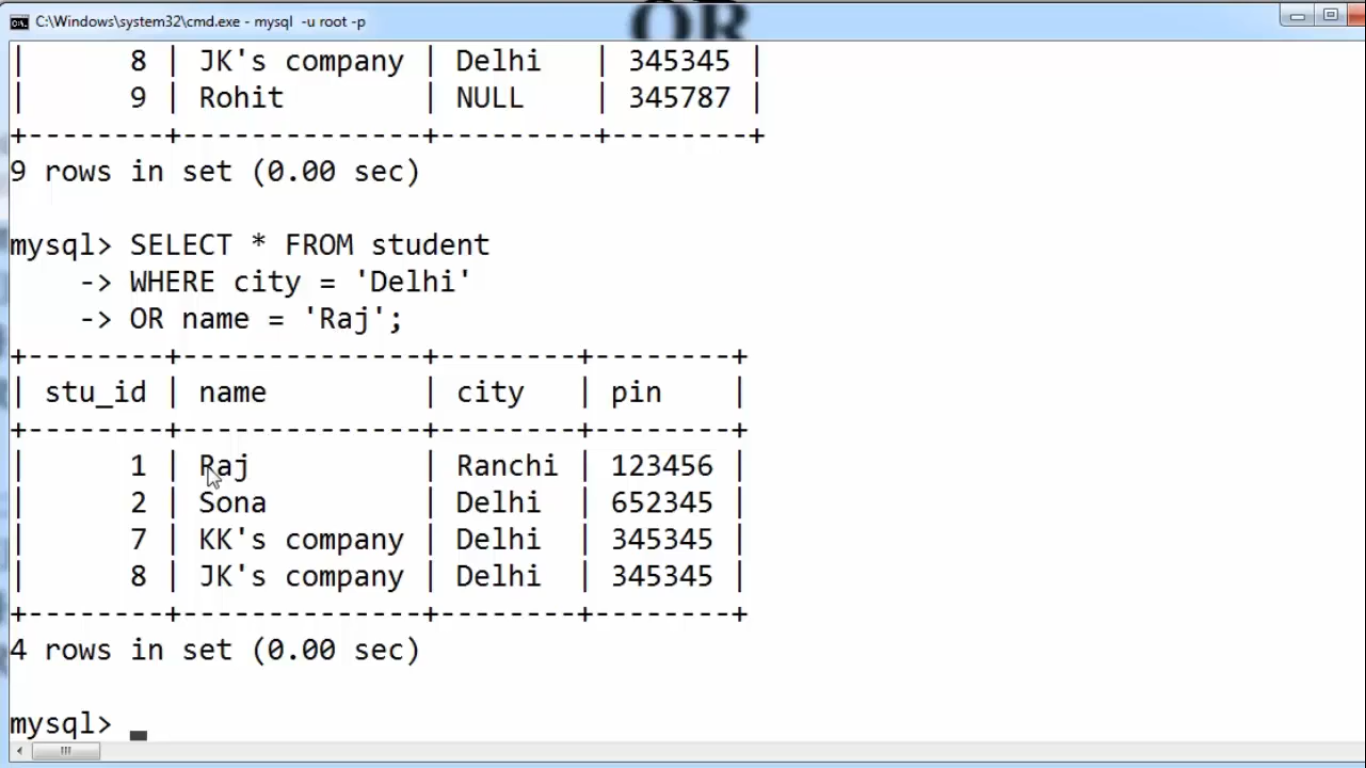 OR
C:\Windows\system32\cmd.exe - mysql -u root -p
|      8 | JK's company | Delhi   | 345345 |
|      9 | Rohit        | NULL    | 345787 |
+--------+--------------+---------+--------+
9 rows in set (0.00 sec)
mysql> SELECT * FROM student
    -> WHERE city = 'Delhi'
    -> OR name = 'Raj';
+--------+--------------+--------+--------+
| stu_id | name         | city   | pin    |
+--------+--------------+--------+--------+
|      1 | Raj          | Ranchi | 123456 |
|      2 | Sona         | Delhi  | 652345 |
|      7 | KK's company | Delhi  | 345345 |
|      8 | JK's company | Delhi  | 345345 |
+--------+--------------+--------+--------+
4 rows in set (0.00 sec)
mysql>